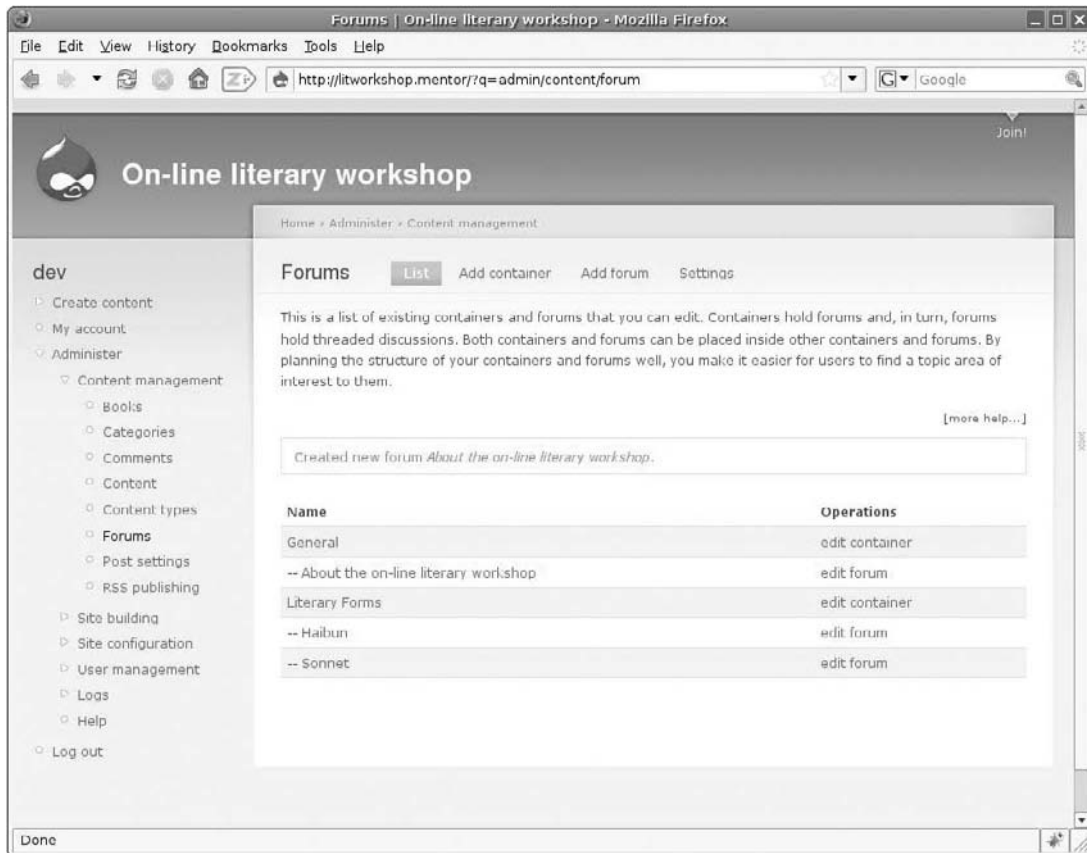 Forums | On-line literary workshop - Mozilla Firefox
File Edit View History Bookmarks Tools Help
http://litworkshop.mentor/?q=admin/content/forum
G Google
Join!
On-line literary workshop
Home › Administer › Content management
dev
Create content
My account
Administer
Content management
Books
Categories
Comments
Content
Content types
Forums
Post settings
RSS publishing
Site building
Site configuration
User management
Logs
Help
Log out
Forums List Add container Add forum Settings
This is a list of existing containers and forums that you can edit. Containers hold forums and, in turn, forums
hold threaded discussions. Both containers and forums can be placed inside other containers and forums. By
planning the structure of your containers and forums well, you make it easier for users to find a topic area of
interest to them.
[more help...]
Created new forum About the on-line literary workshop.
Name Operations
General edit container
-- About the on-line literary workshop edit forum
Literary Forms edit container
-- Haibun edit forum
-- Sonnet edit forum
Done